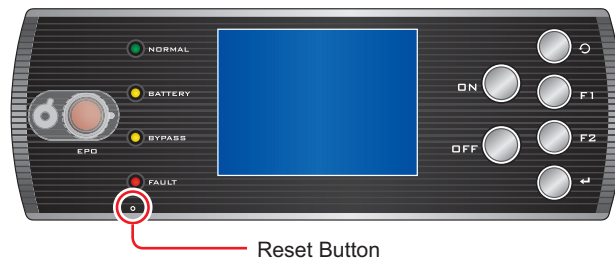 NORMAL
BATTERY
BYPASS
FAULT
EPO
ON
OFF
F1
F2
Reset Button